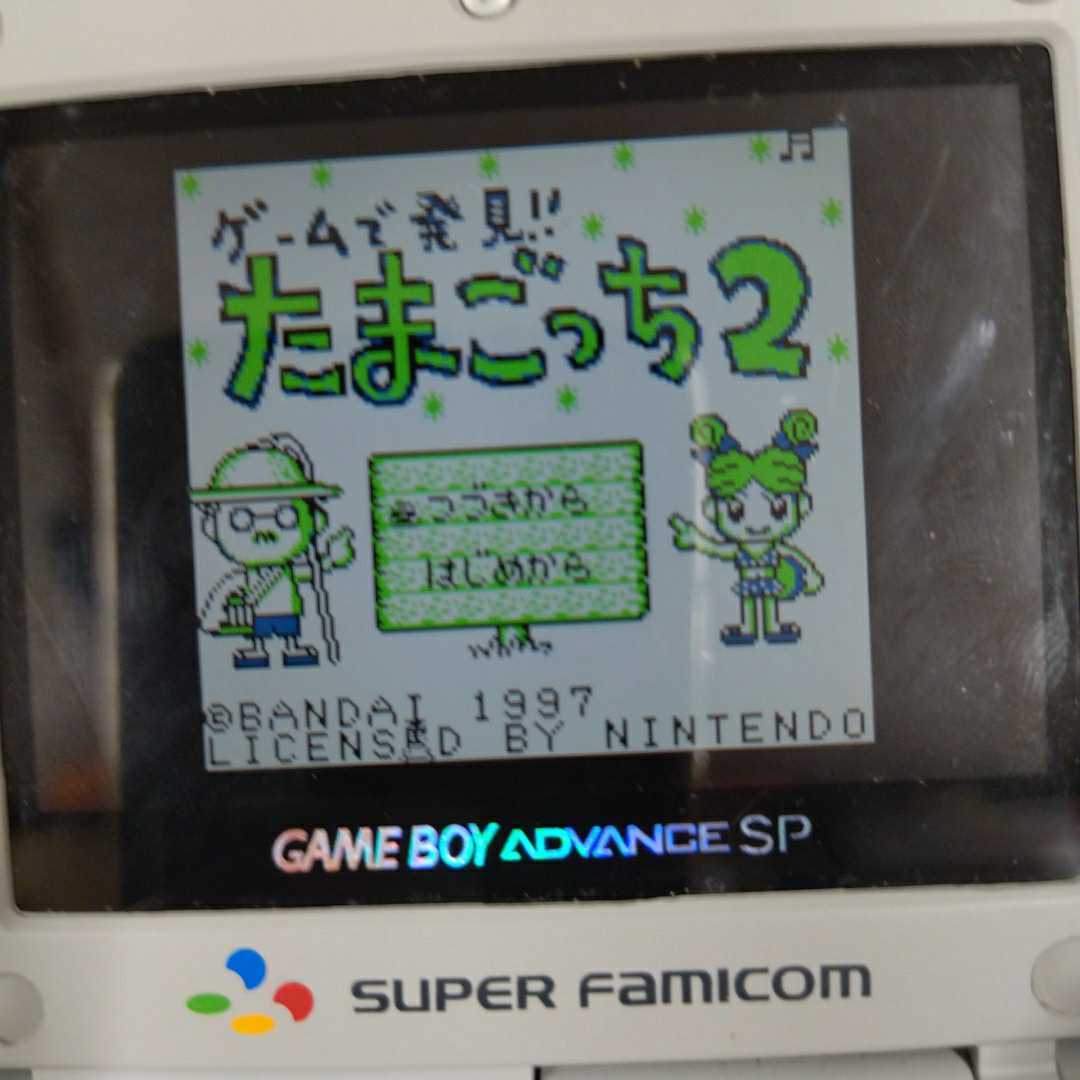 ゲームで発見!!
たまごっち2
つづきから
はじめから
©BANDAI 1997
LICENSED BY NINTENDO
GAME BOY ADVANCE SP
SUPER FAMICOM